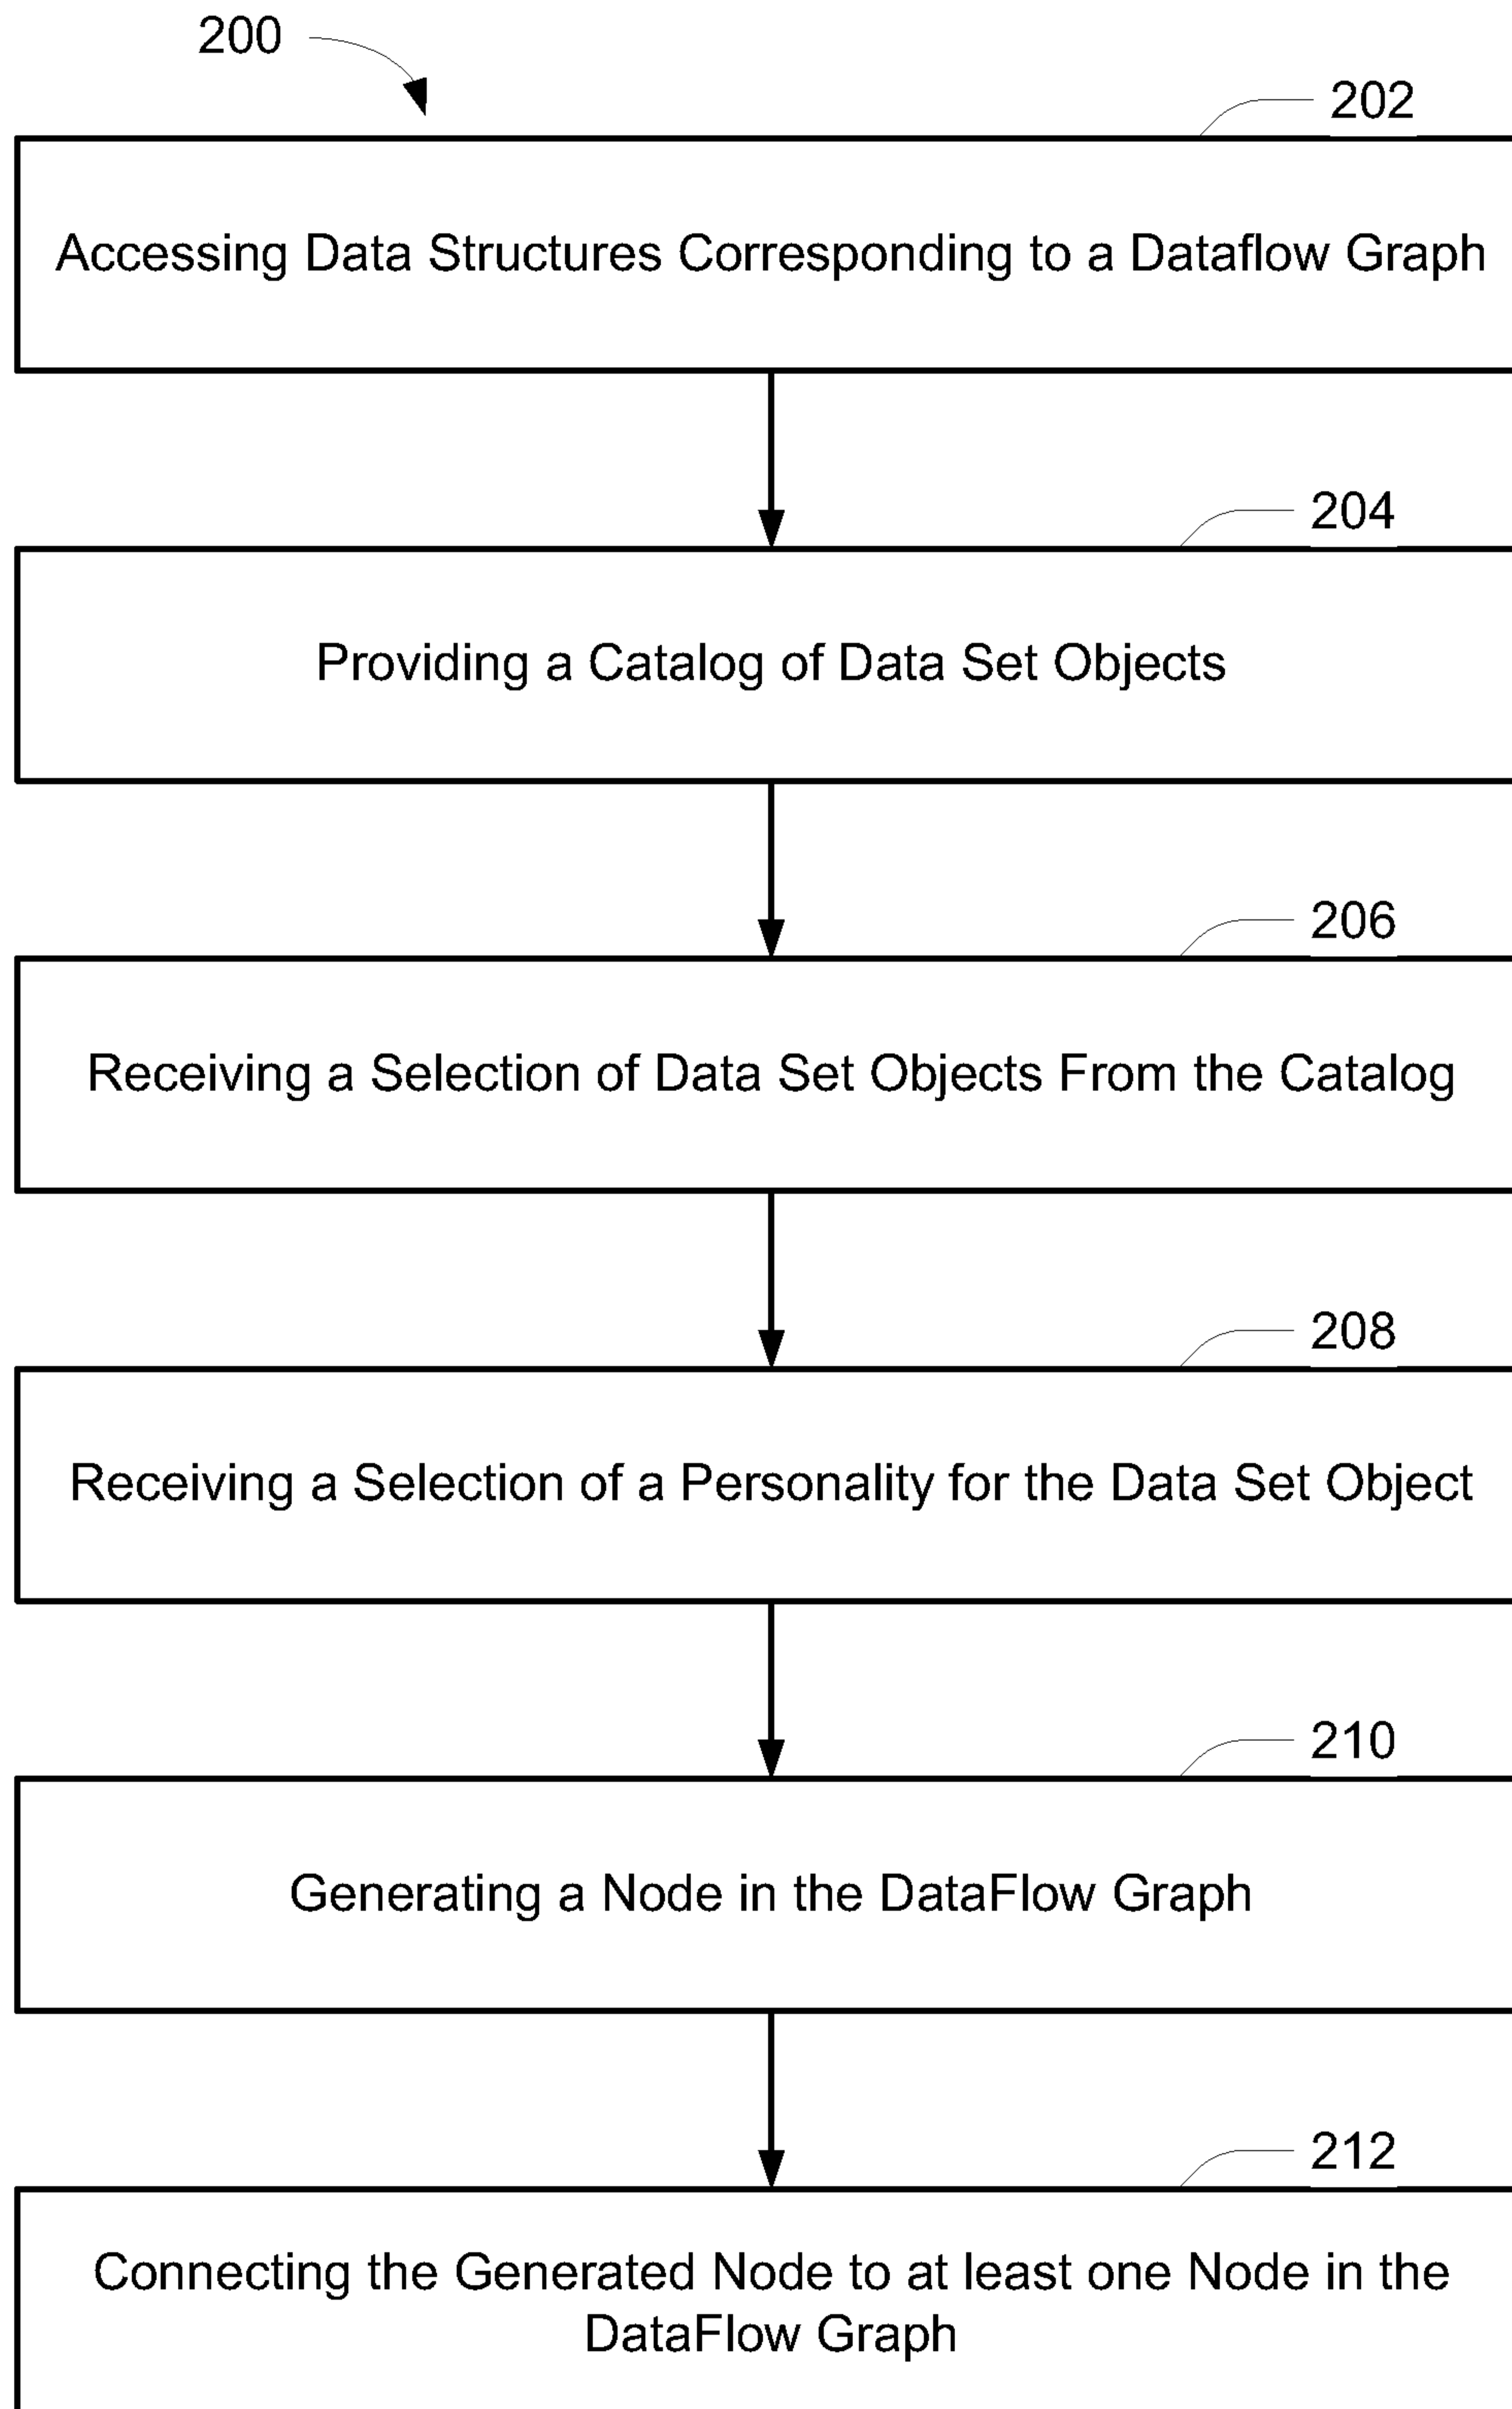 200
202
Accessing Data Structures Corresponding to a Dataflow Graph
204
Providing a Catalog of Data Set Objects
206
Receiving a Selection of Data Set Objects From the Catalog
208
Receiving a Selection of a Personality for the Data Set Object
210
Generating a Node in the DataFlow Graph
212
Connecting the Generated Node to at least one Node in the
DataFlow Graph